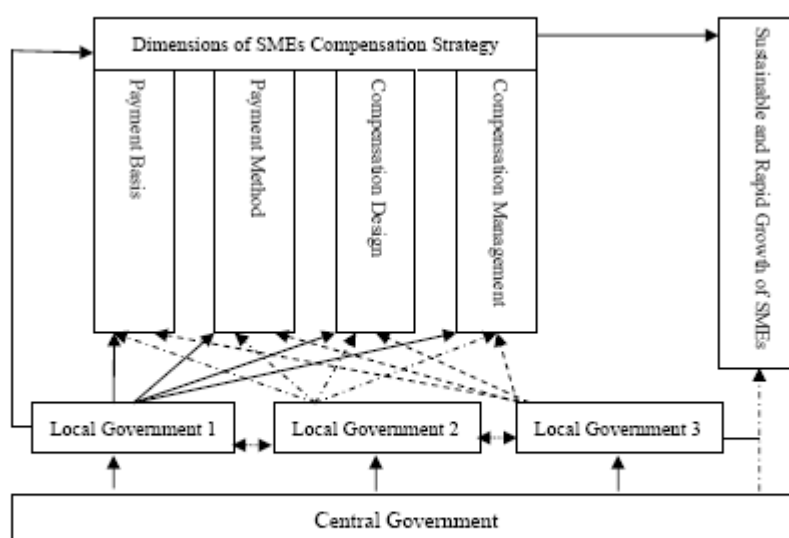 Dimensions of SMEs Compensation Strategy
Payment Basis
Payment Method
Compensation Design
Compensation Management
Sustainable and Rapid Growth of SMEs
Local Government 1
Local Government 2
Local Government 3
Central Government